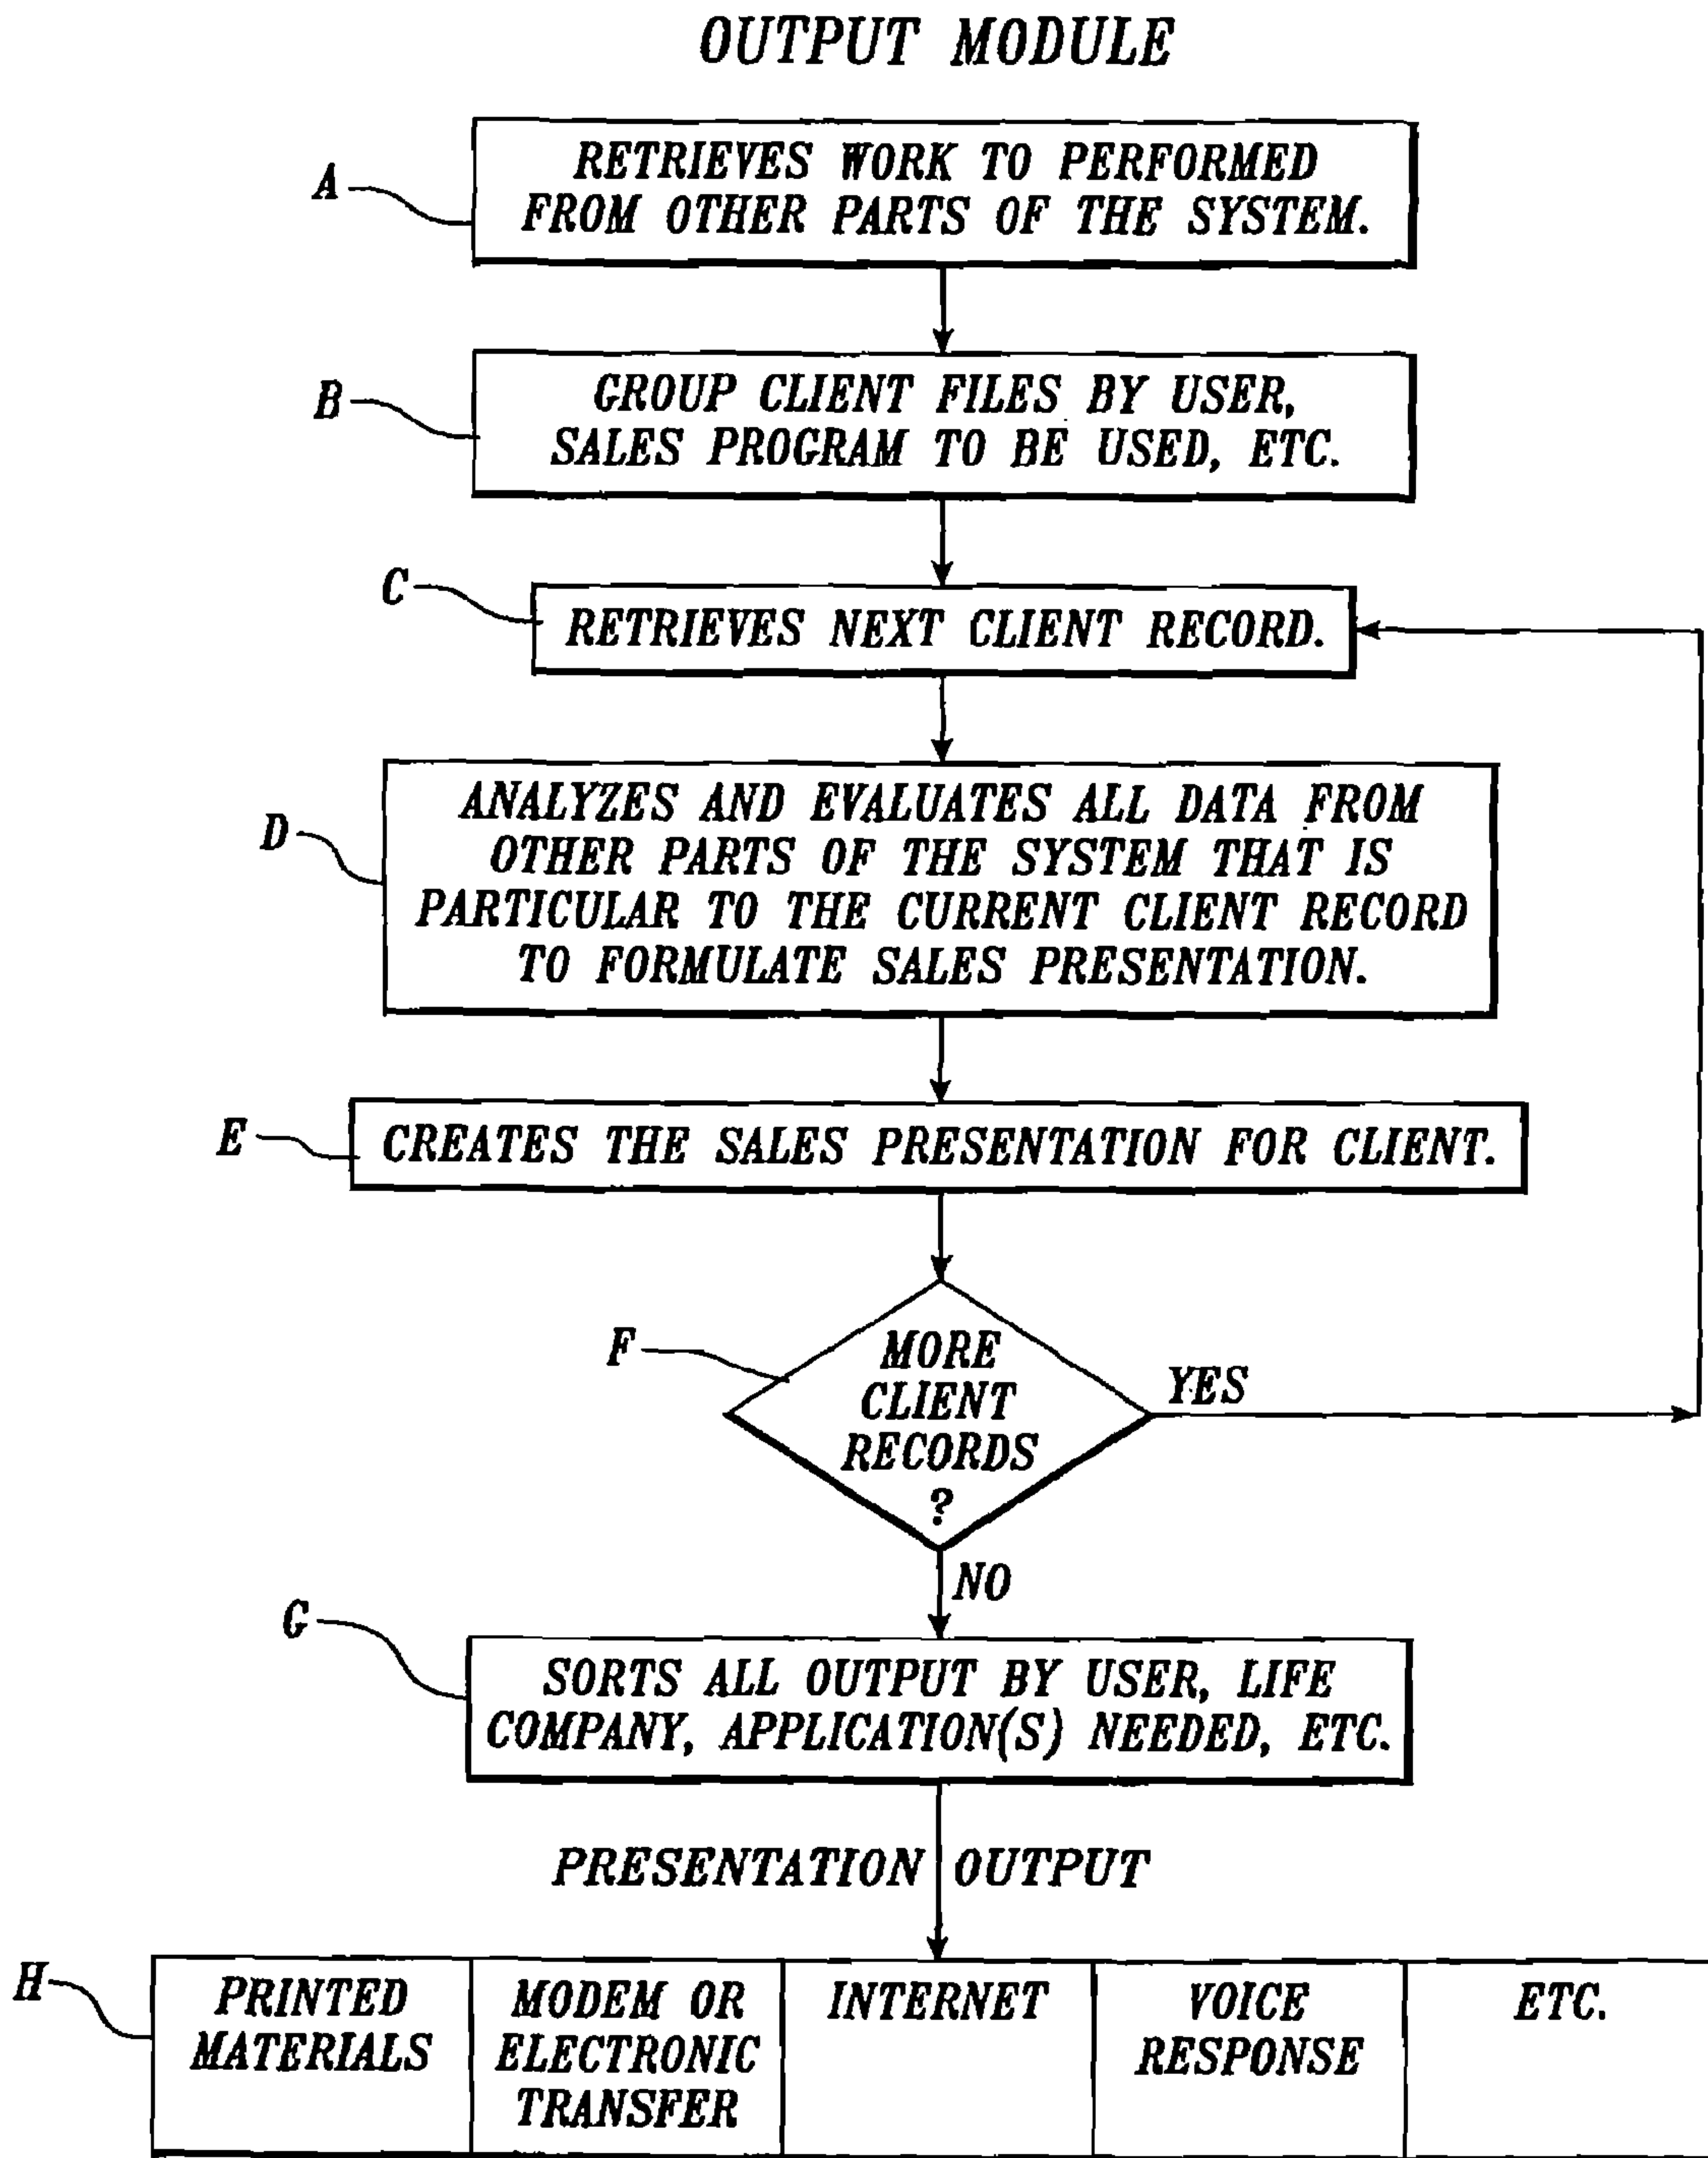 OUTPUT MODULE
A
RETRIEVES WORK TO PERFORMED
FROM OTHER PARTS OF THE SYSTEM.
B
GROUP CLIENT FILES BY USER,
SALES PROGRAM TO BE USED, ETC.
C
RETRIEVES NEXT CLIENT RECORD.
D
ANALYZES AND EVALUATES ALL DATA FROM
OTHER PARTS OF THE SYSTEM THAT IS
PARTICULAR TO THE CURRENT CLIENT RECORD
TO FORMULATE SALES PRESENTATION.
E
CREATES THE SALES PRESENTATION FOR CLIENT.
F
MORE
CLIENT
RECORDS
?
YES
NO
G
SORTS ALL OUTPUT BY USER, LIFE
COMPANY, APPLICATION(S) NEEDED, ETC.
PRESENTATION OUTPUT
H
PRINTED
MATERIALS
MODEM OR
ELECTRONIC
TRANSFER
INTERNET
VOICE
RESPONSE
ETC.